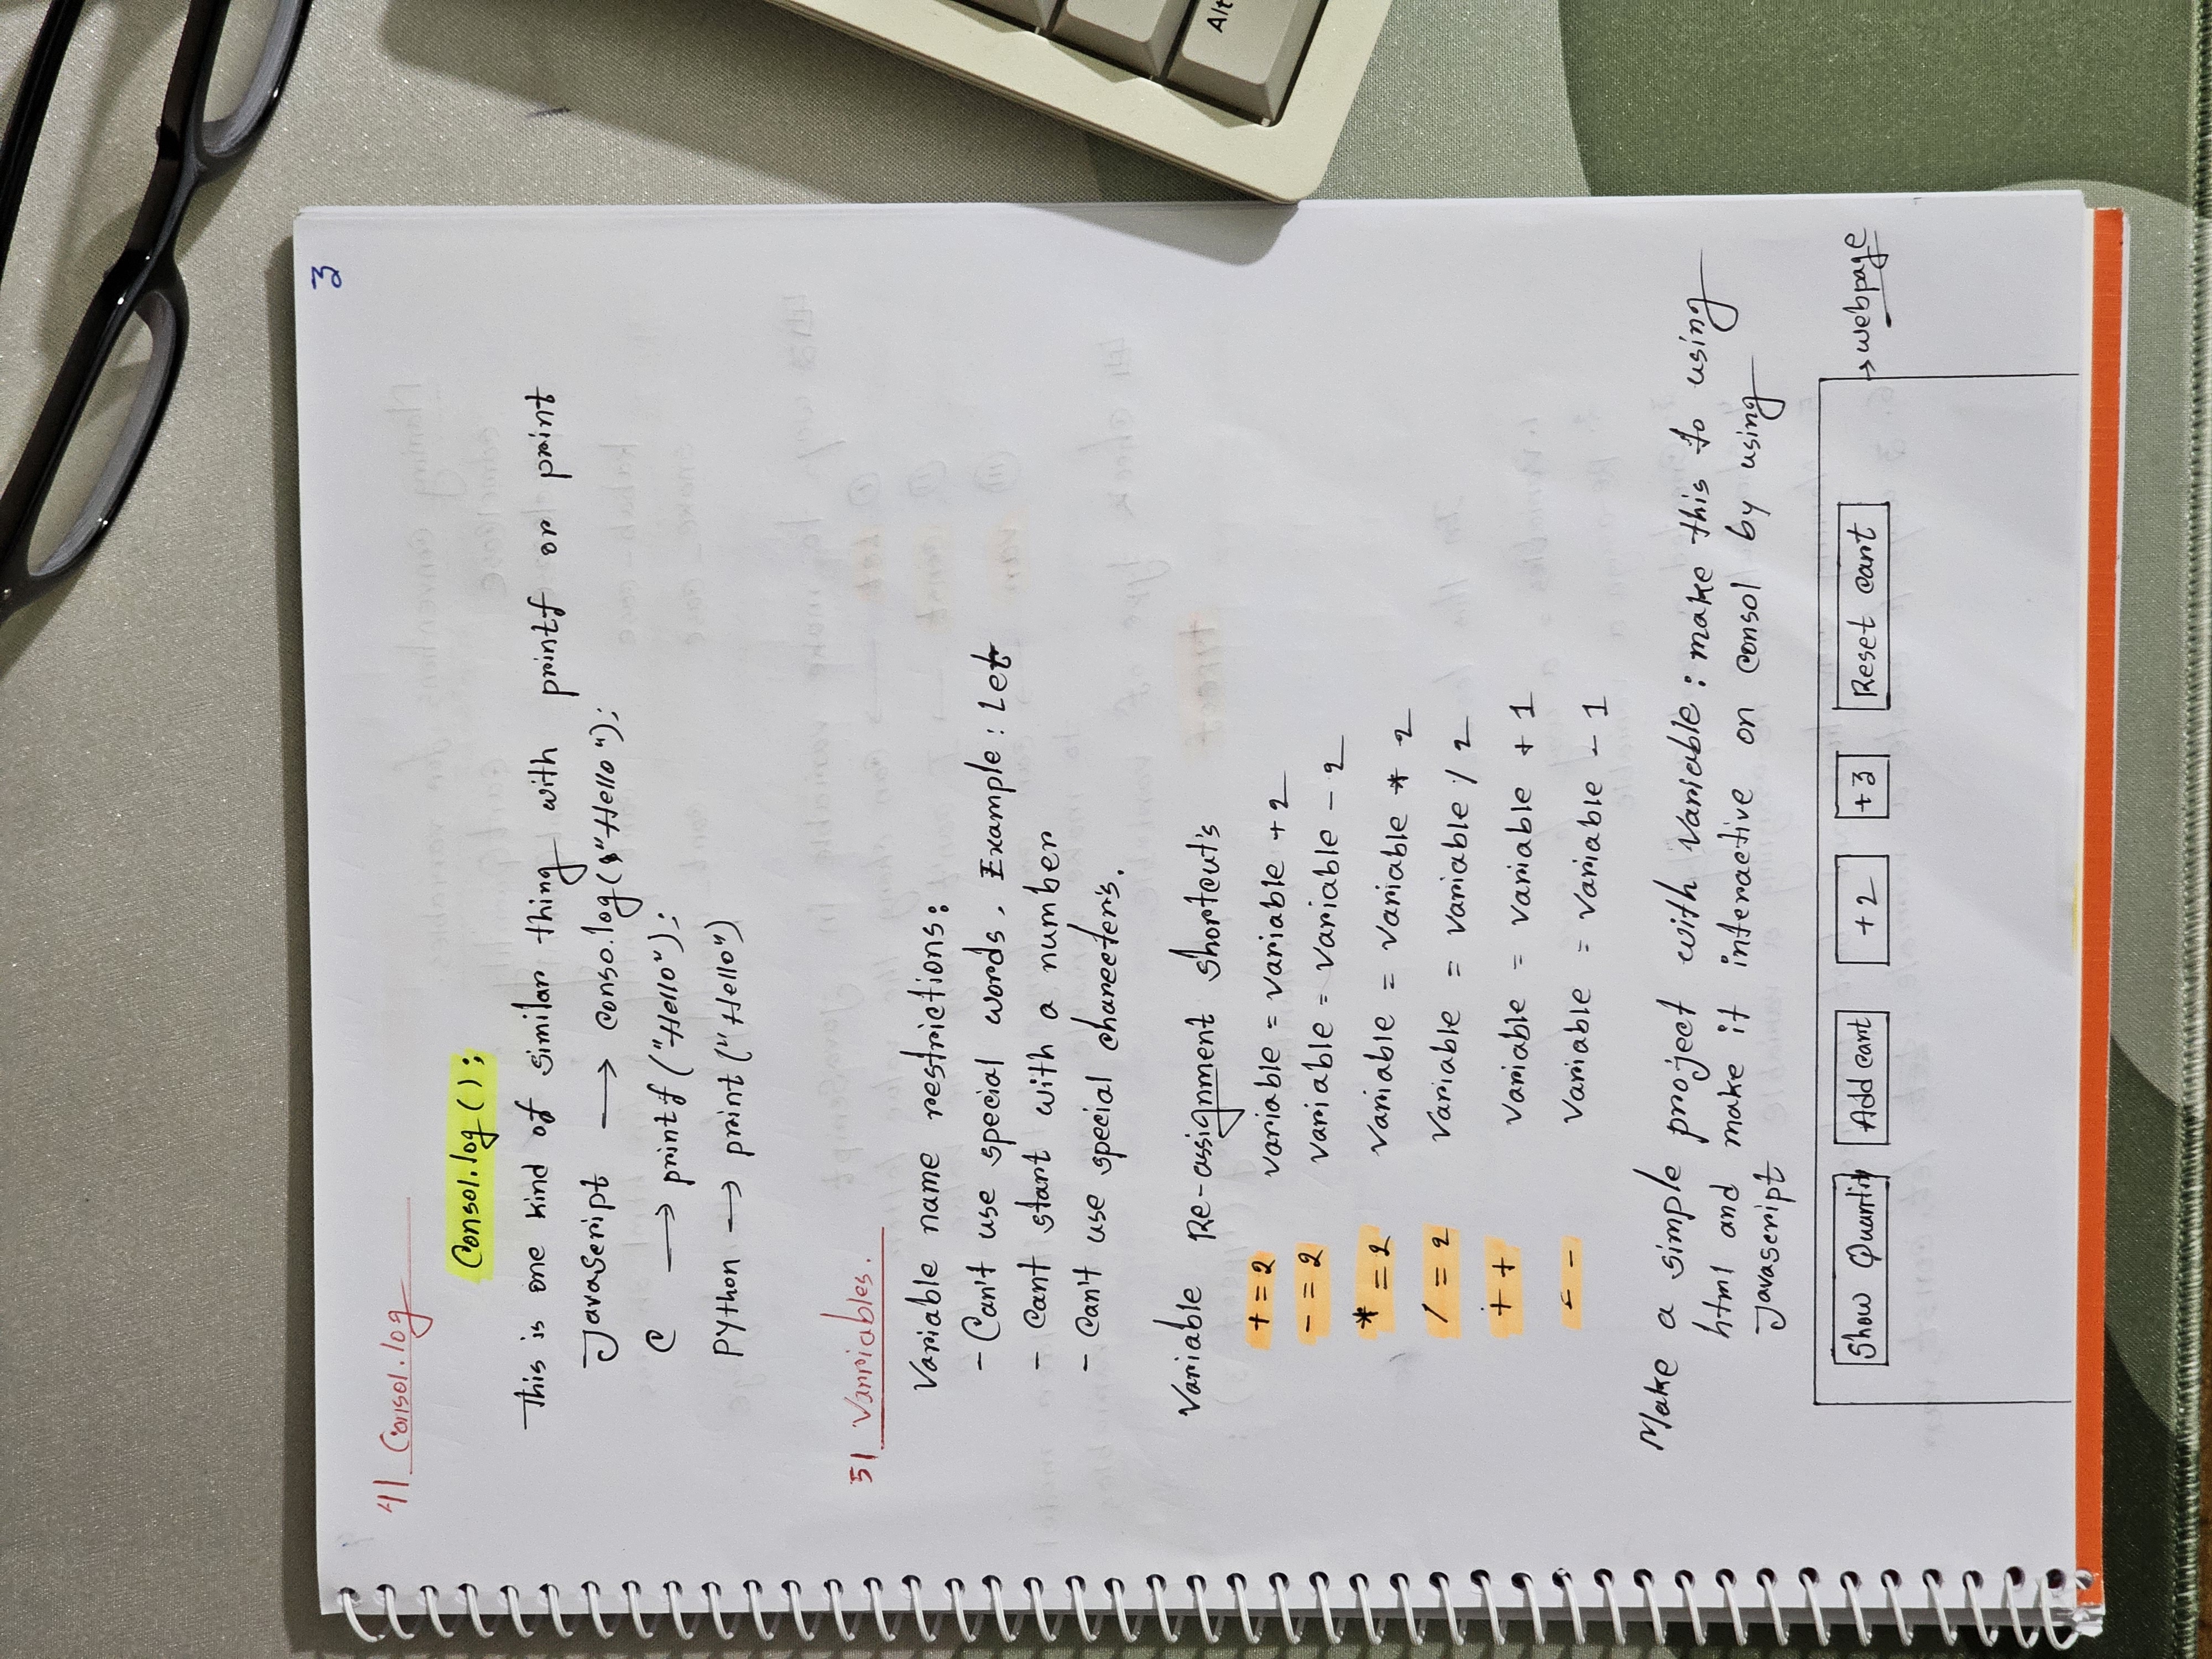 3
41 Consol.log
Consol.log ( );
This is one kind of similar thing with printf or print
JavaScript → conso.log("Hello");
C → printf ("Hello");
PYthon → print ("Hello")
51 Varriables.
Variable name restrictions:
- Can't use special words. Example : Let
- Cant start with a number
- Can't use special charecter's.
Variable Re-assignment shortcut's
+ = 2 variable = variable + 2
- = 2 variable = variable - 2
* = 2 variable = variable * 2
/ = 2 variable = variable / 2
+ + variable = variable + 1
- - variable = variable - 1
Make a simple project with variable : make this to using
html and make it interactive on consol by using
Javascript
Show Quantity Add cart +2 +3 Reset cart → webpage
Alt